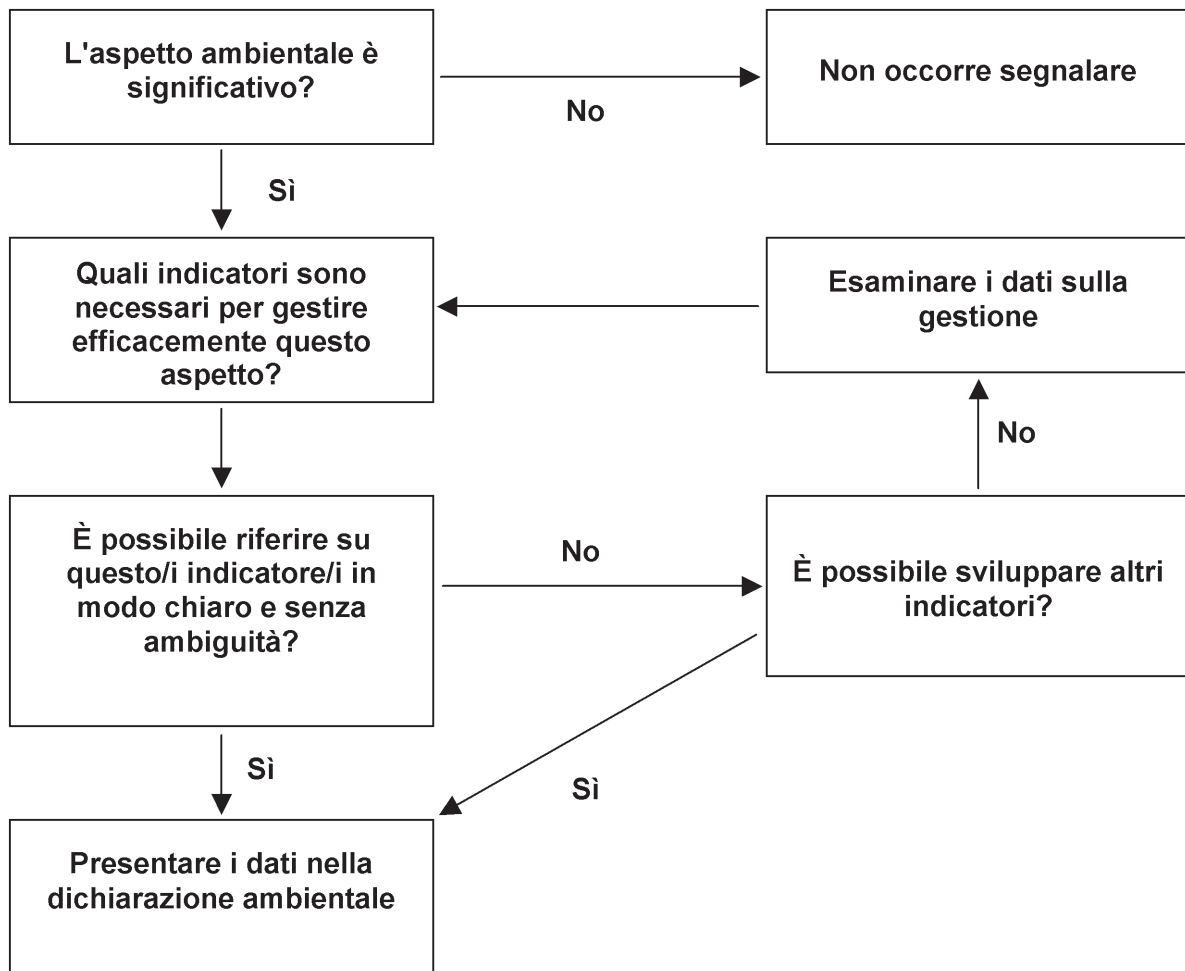 L'aspetto ambientale è
significativo?
No
Non occorre segnalare
Sì
Quali indicatori sono
necessari per gestire
efficacemente questo
aspetto?
Esaminare i dati sulla
gestione
No
È possibile riferire su
questo/i indicatore/i in
modo chiaro e senza
ambiguità?
No
È possibile sviluppare altri
indicatori?
Sì
Sì
Presentare i dati nella
dichiarazione ambientale